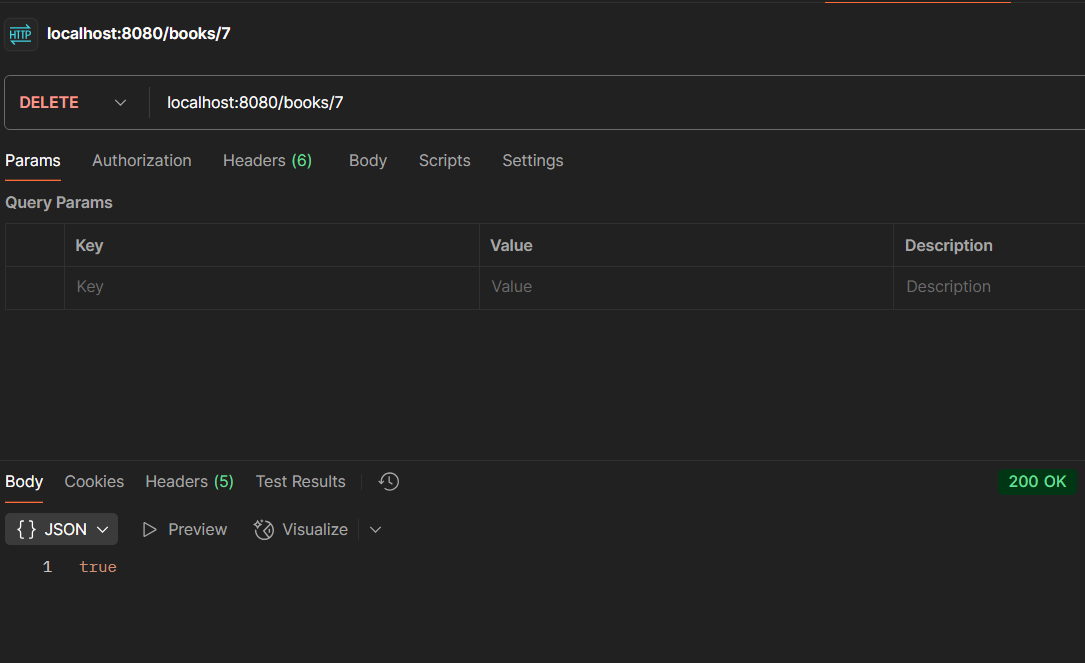 HTTP localhost:8080/books/7
DELETE localhost:8080/books/7
Params Authorization Headers (6) Body Scripts Settings
Query Params
Key Value Description
Key Value Description
Body Cookies Headers (5) Test Results 200 OK
{} JSON Preview Visualize
1 true